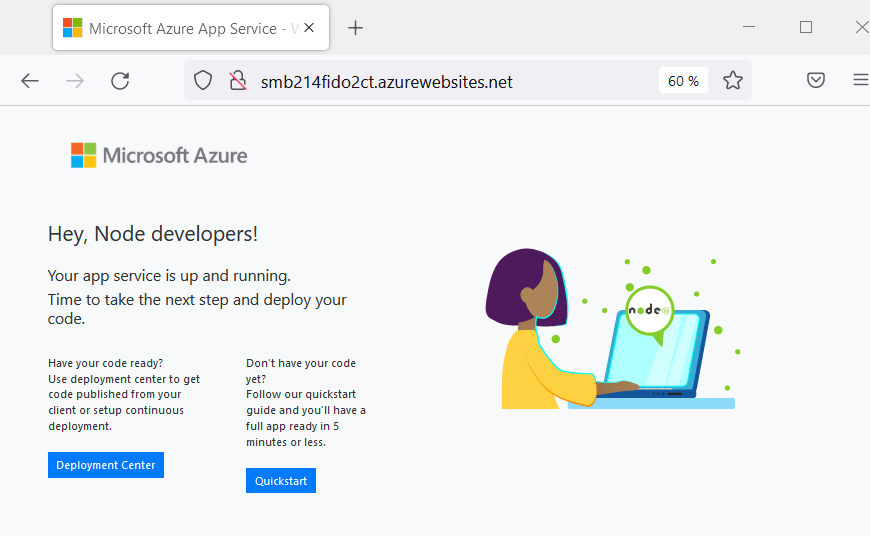 Microsoft Azure App Service - W
smb214fido2ct.azurewebsites.net
60 %
Microsoft Azure
Hey, Node developers!
Your app service is up and running.
Time to take the next step and deploy your
code.
Have your code ready?
Use deployment center to get
code published from your
client or setup continuous
deployment.
Deployment Center
Don't have your code
yet?
Follow our quickstart
guide and you'll have a
full app ready in 5
minutes or less.
Quickstart
node